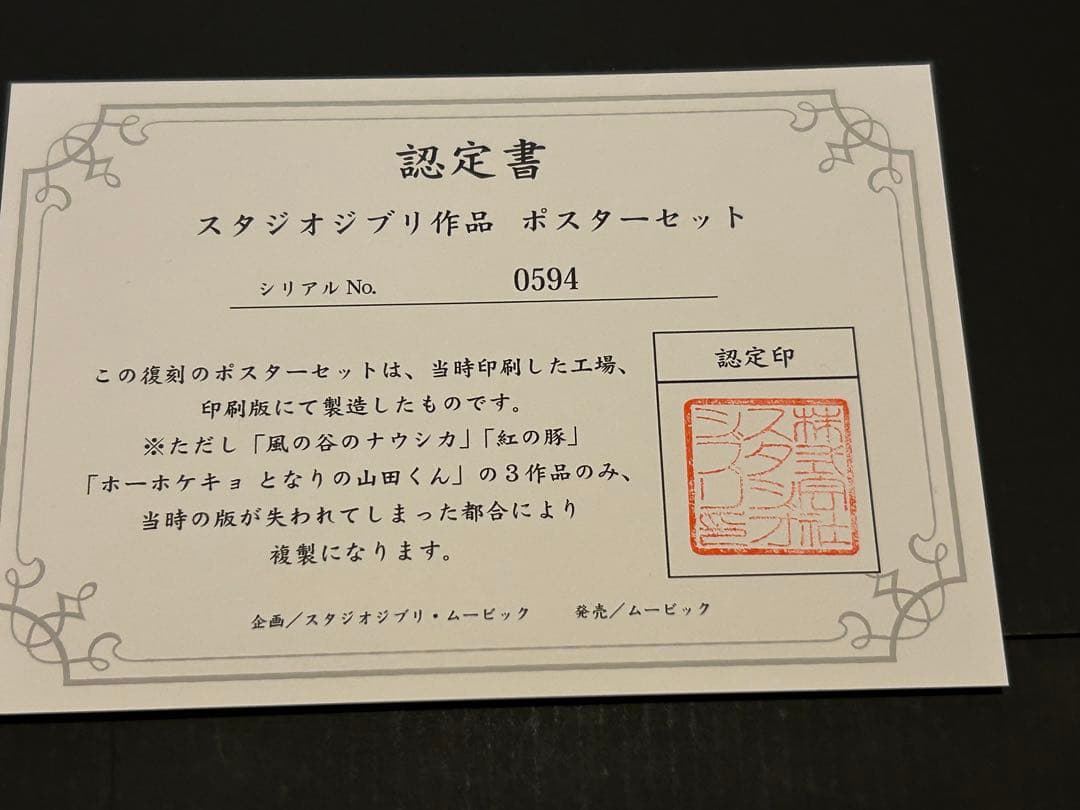 認定書
スタジオジブリ作品 ポスターセット
シリアル No. 0594
この復刻のポスターセットは、当時印刷した工場、
印刷版にて製造したものです。
※ただし「風の谷のナウシカ」「紅の豚」
「ホーホケキョ となりの山田くん」の3作品のみ、
当時の版が失われてしまった都合により
複製になります。
認定印
株式会社
スタジオ
ジブリ印
企画/スタジオジブリ・ムービック 発売/ムービック